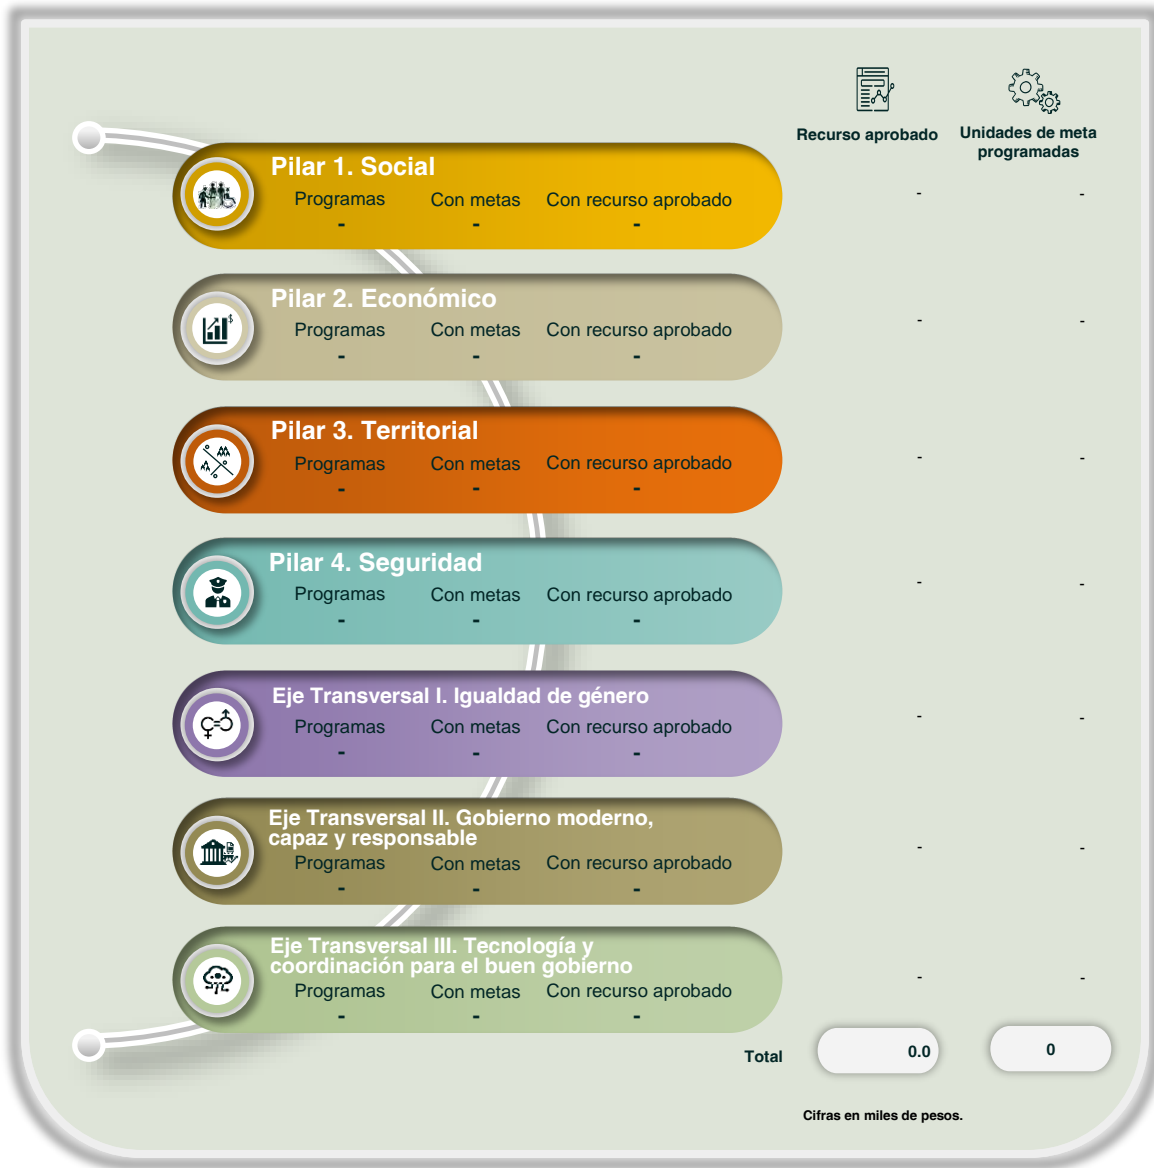 Recurso aprobado
Unidades de meta
programadas
Pilar 1. Social
Programas Con metas Con recurso aprobado
- - -
- -
Pilar 2. Económico
Programas Con metas Con recurso aprobado
- - -
- -
Pilar 3. Territorial
Programas Con metas Con recurso aprobado
- - -
- -
Pilar 4. Seguridad
Programas Con metas Con recurso aprobado
- - -
- -
Eje Transversal I. Igualdad de género
Programas Con metas Con recurso aprobado
- - -
- -
Eje Transversal II. Gobierno moderno,
capaz y responsable
Programas Con metas Con recurso aprobado
- - -
- -
Eje Transversal III. Tecnología y
coordinación para el buen gobierno
Programas Con metas Con recurso aprobado
- - -
- -
Total 0.0 0
Cifras en miles de pesos.